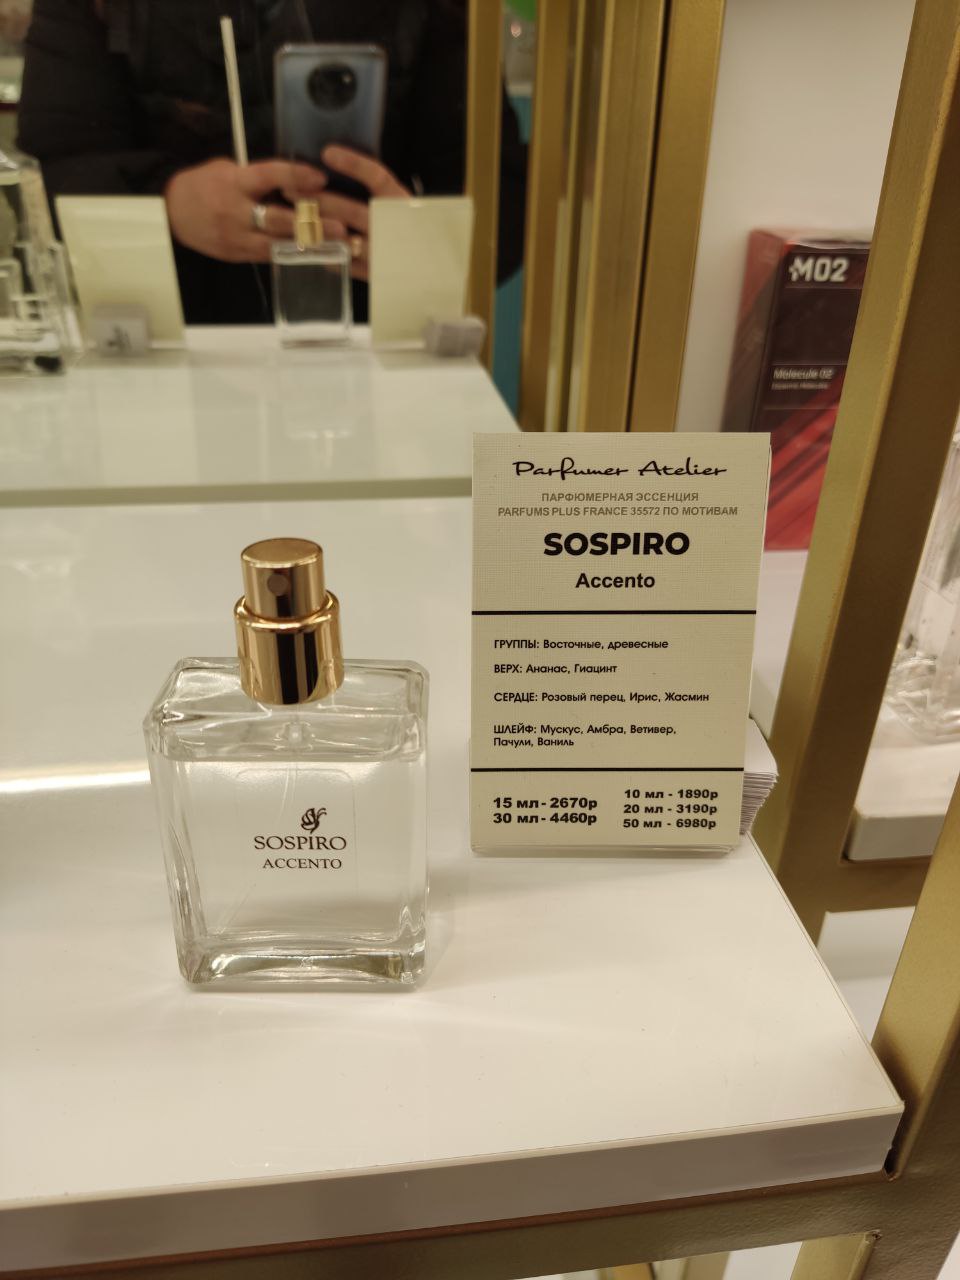 M02
Molecule 02
Parfumer Atelier
ПАРФЮМЕРНАЯ ЭССЕНЦИЯ
PARFUMS PLUS FRANCE 35572 ПО МОТИВАМ
SOSPIRO
Accento
ГРУППЫ: Восточные, древесные
ВЕРХ: Ананас, Гиацинт
СЕРДЦЕ: Розовый перец, Ирис, Жасмин
ШЛЕЙФ: Мускус, Амбра, Ветивер,
Пачули, Ваниль
15 мл - 2670р
30 мл - 4460р
10 мл - 1890р
20 мл - 3190р
50 мл - 6980р
SOSPIRO
ACCENTO